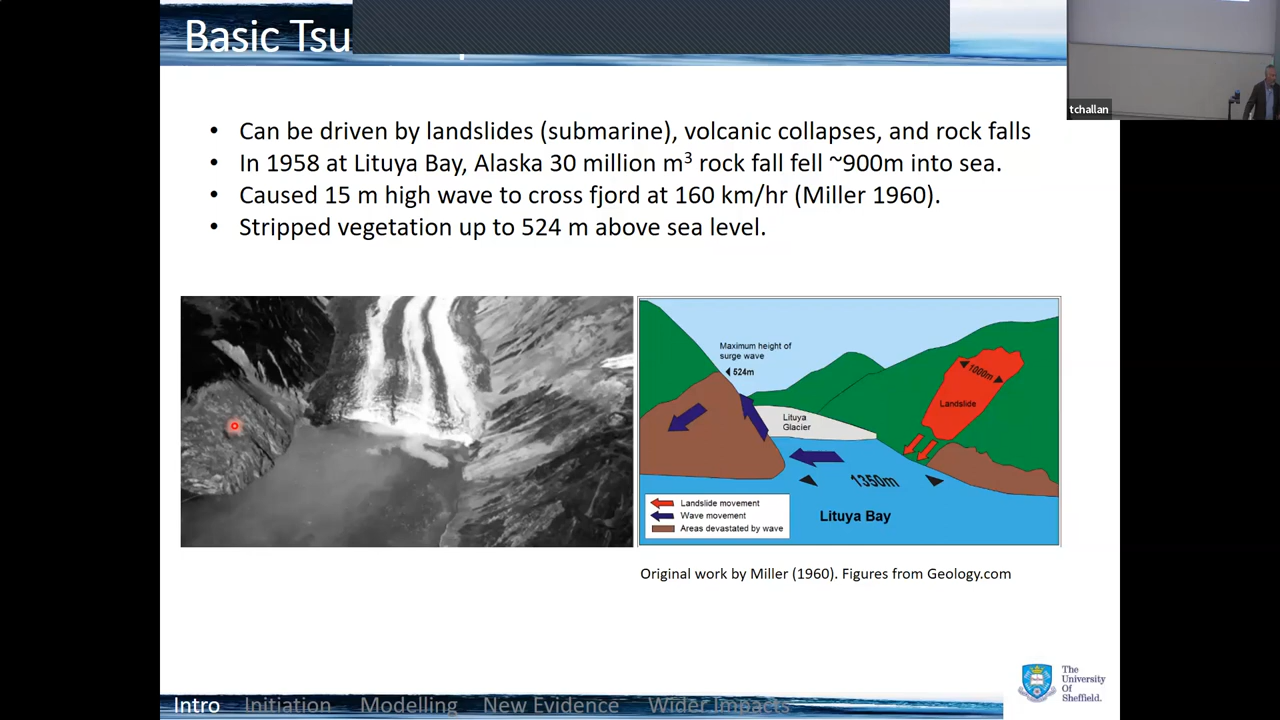 Basic Tsu
tchallan
• Can be driven by landslides (submarine), volcanic collapses, and rock falls
• In 1958 at Lituya Bay, Alaska 30 million m³ rock fall fell ~900m into sea.
• Caused 15 m high wave to cross fjord at 160 km/hr (Miller 1960).
• Stripped vegetation up to 524 m above sea level.
Maximum height of
surge wave
524m
1000m
Landslide
Lituya
Glacier
1350m
Lituya Bay
Landslide movement
Wave movement
Areas devastated by wave
Original work by Miller (1960). Figures from Geology.com
The
University
Of
Sheffield.
Intro Initiation Modelling New Evidence Wider Impacts